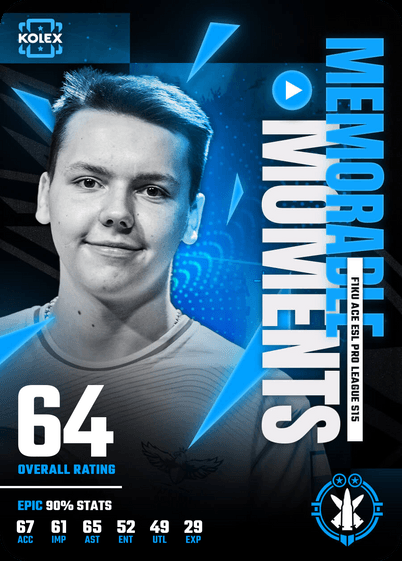 KOLEX
MEMORABLE
MOMENTS
F1KU ACE ESL PRO LEAGUE S15
64
OVERALL RATING
EPIC 90% STATS
67 61 65 52 49 29
ACC IMP AST ENT UTL EXP